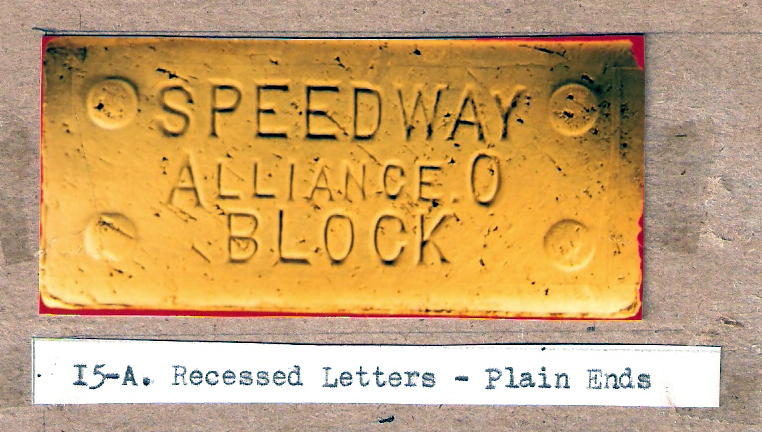 SPEEDWAY
ALLIANCE.O
BLOCK
15-A. Recessed Letters - Plain Ends